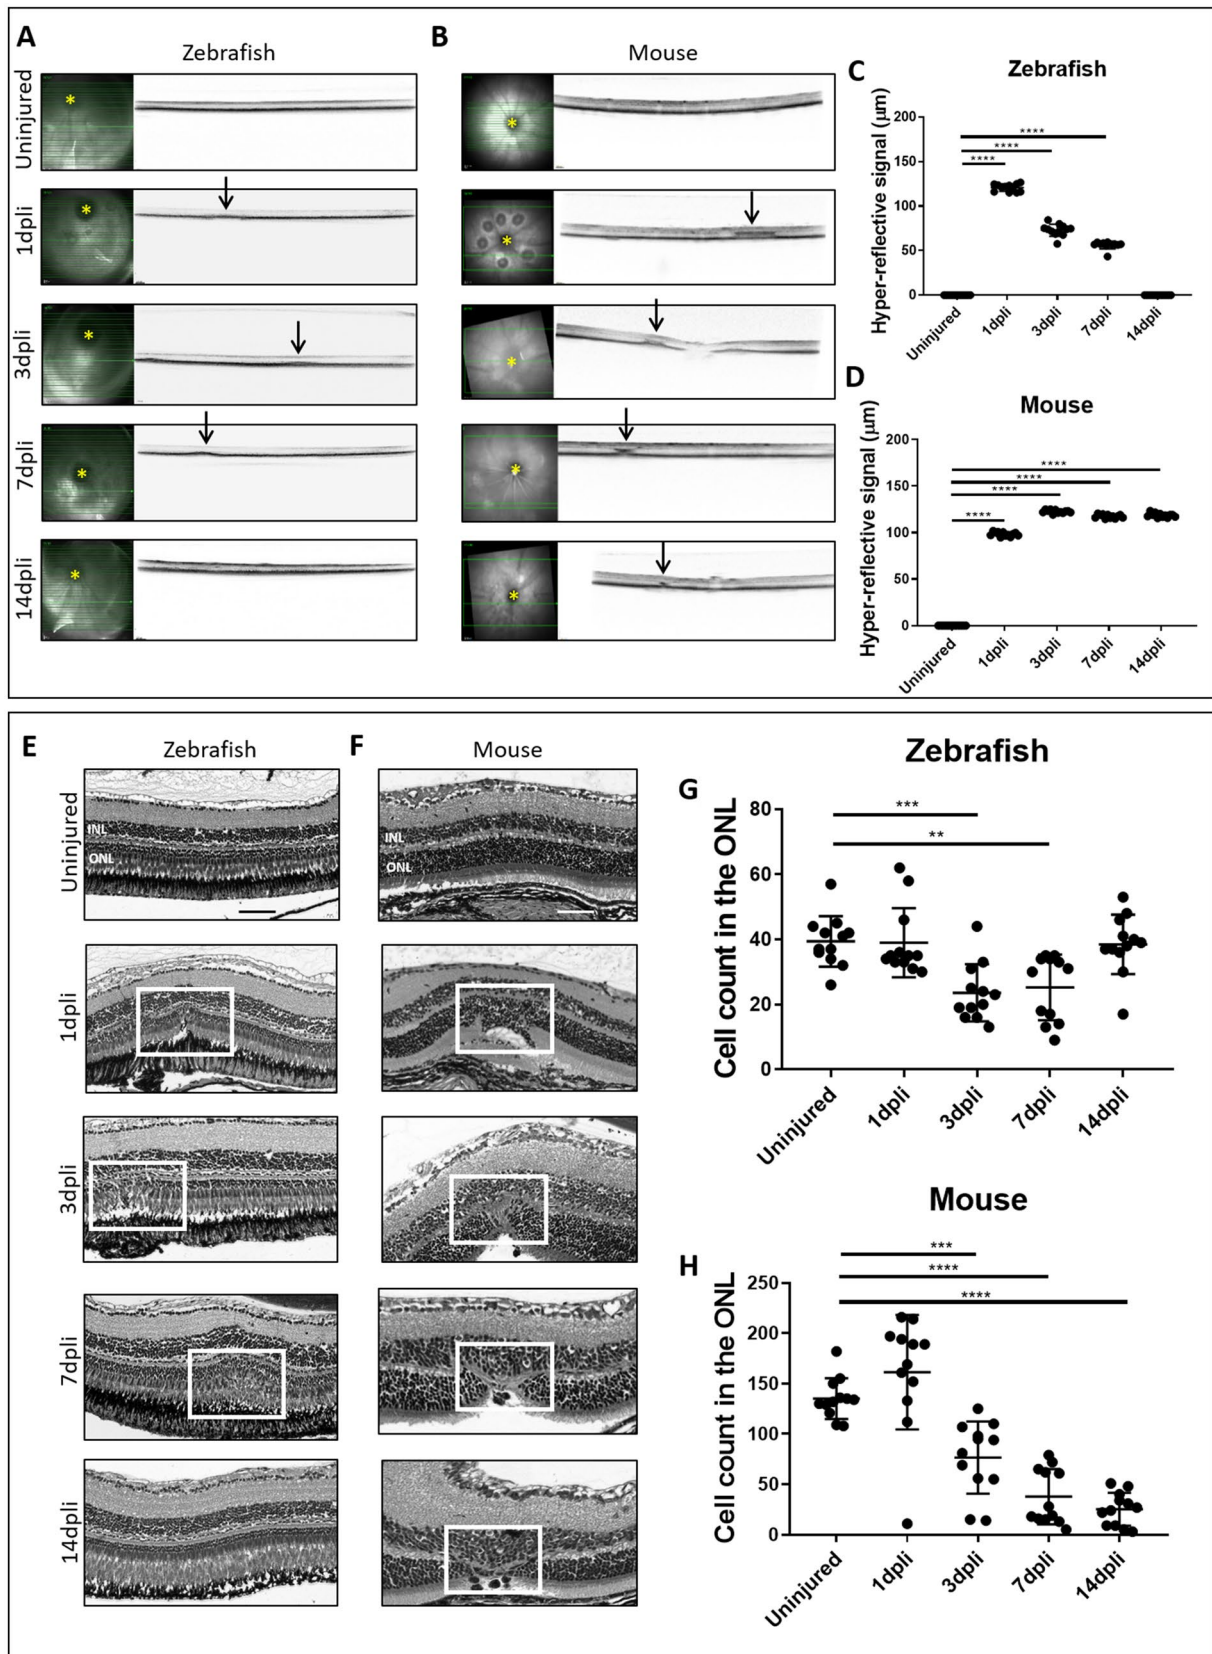 A
Zebrafish
Uninjured
1dpli
3dpli
7dpli
14dpli
B
Mouse
C
Zebrafish
Hyper-reflective signal (μm)
200
150
100
50
0
****
****
****
Uninjured
1dpli
3dpli
7dpli
14dpli
D
Mouse
Hyper-reflective signal (μm)
200
150
100
50
0
****
****
****
****
Uninjured
1dpli
3dpli
7dpli
14dpli
E
Zebrafish
Uninjured
INL
ONL
1dpli
3dpli
7dpli
14dpli
F
Mouse
INL
ONL
Zebrafish
G
Cell count in the ONL
80
60
40
20
0
***
**
Uninjured
1dpli
3dpli
7dpli
14dpli
Mouse
H
Cell count in the ONL
250
200
150
100
50
0
***
****
****
Uninjured
1dpli
3dpli
7dpli
14dpli